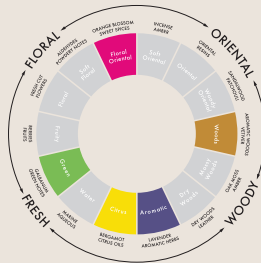 FLORAL
ORIENTAL
WOODY
FRESH
ORANGE BLOSSOM
SWEET SPICES
INCENSE
AMBER
ORIENTAL
RESINS
SANDALWOOD
PATCHOULI
AROMATIC WOODS
VETIVER
OAK MOSS
AMBER
DRY WOODS
LEATHER
LAVENDER
AROMATIC HERBS
BERGAMOT
CITRUS OILS
MARINE
AQUEOUS
GALBANUM
GREEN NOTES
BERRIES
FRUITS
FRESH CUT
FLOWERS
ALDEHYDES
POWDERY NOTES
Floral
Oriental
Soft
Oriental
Oriental
Woody
Oriental
Woods
Mossy
Woods
Dry
Woods
Aromatic
Citrus
Water
Green
Fruity
Floral
Soft
Floral